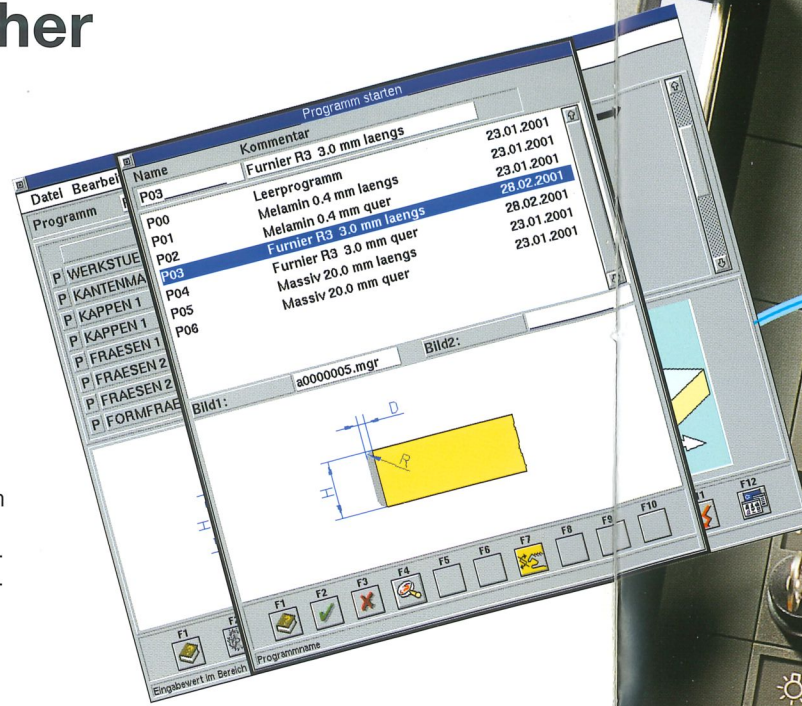 her
Programm starten
Name Kommentar
P03 Furnier R3 3.0 mm laengs
P00 Leerprogramm 23.01.2001
P01 Melamin 0.4 mm laengs 23.01.2001
P02 Melamin 0.4 mm quer 23.01.2001
P03 Furnier R3 3.0 mm laengs 28.02.2001
P04 Furnier R3 3.0 mm quer 28.02.2001
P05 Massiv 20.0 mm laengs 23.01.2001
P06 Massiv 20.0 mm quer 23.01.2001
Bild1: a0000005.mgr Bild2:
D
R
H
F1 F2 F3 F4 F5 F6 F7 F8 F9 F10
Programmname
Datei Bearbei
Programm
P WERKSTUE
P KANTENMA
P KAPPEN 1
P KAPPEN 1
P FRAESEN 1
P FRAESEN 2
P FRAESEN 2
P FORMFRAE
H
F1
F12
Eingabewert im Bereich